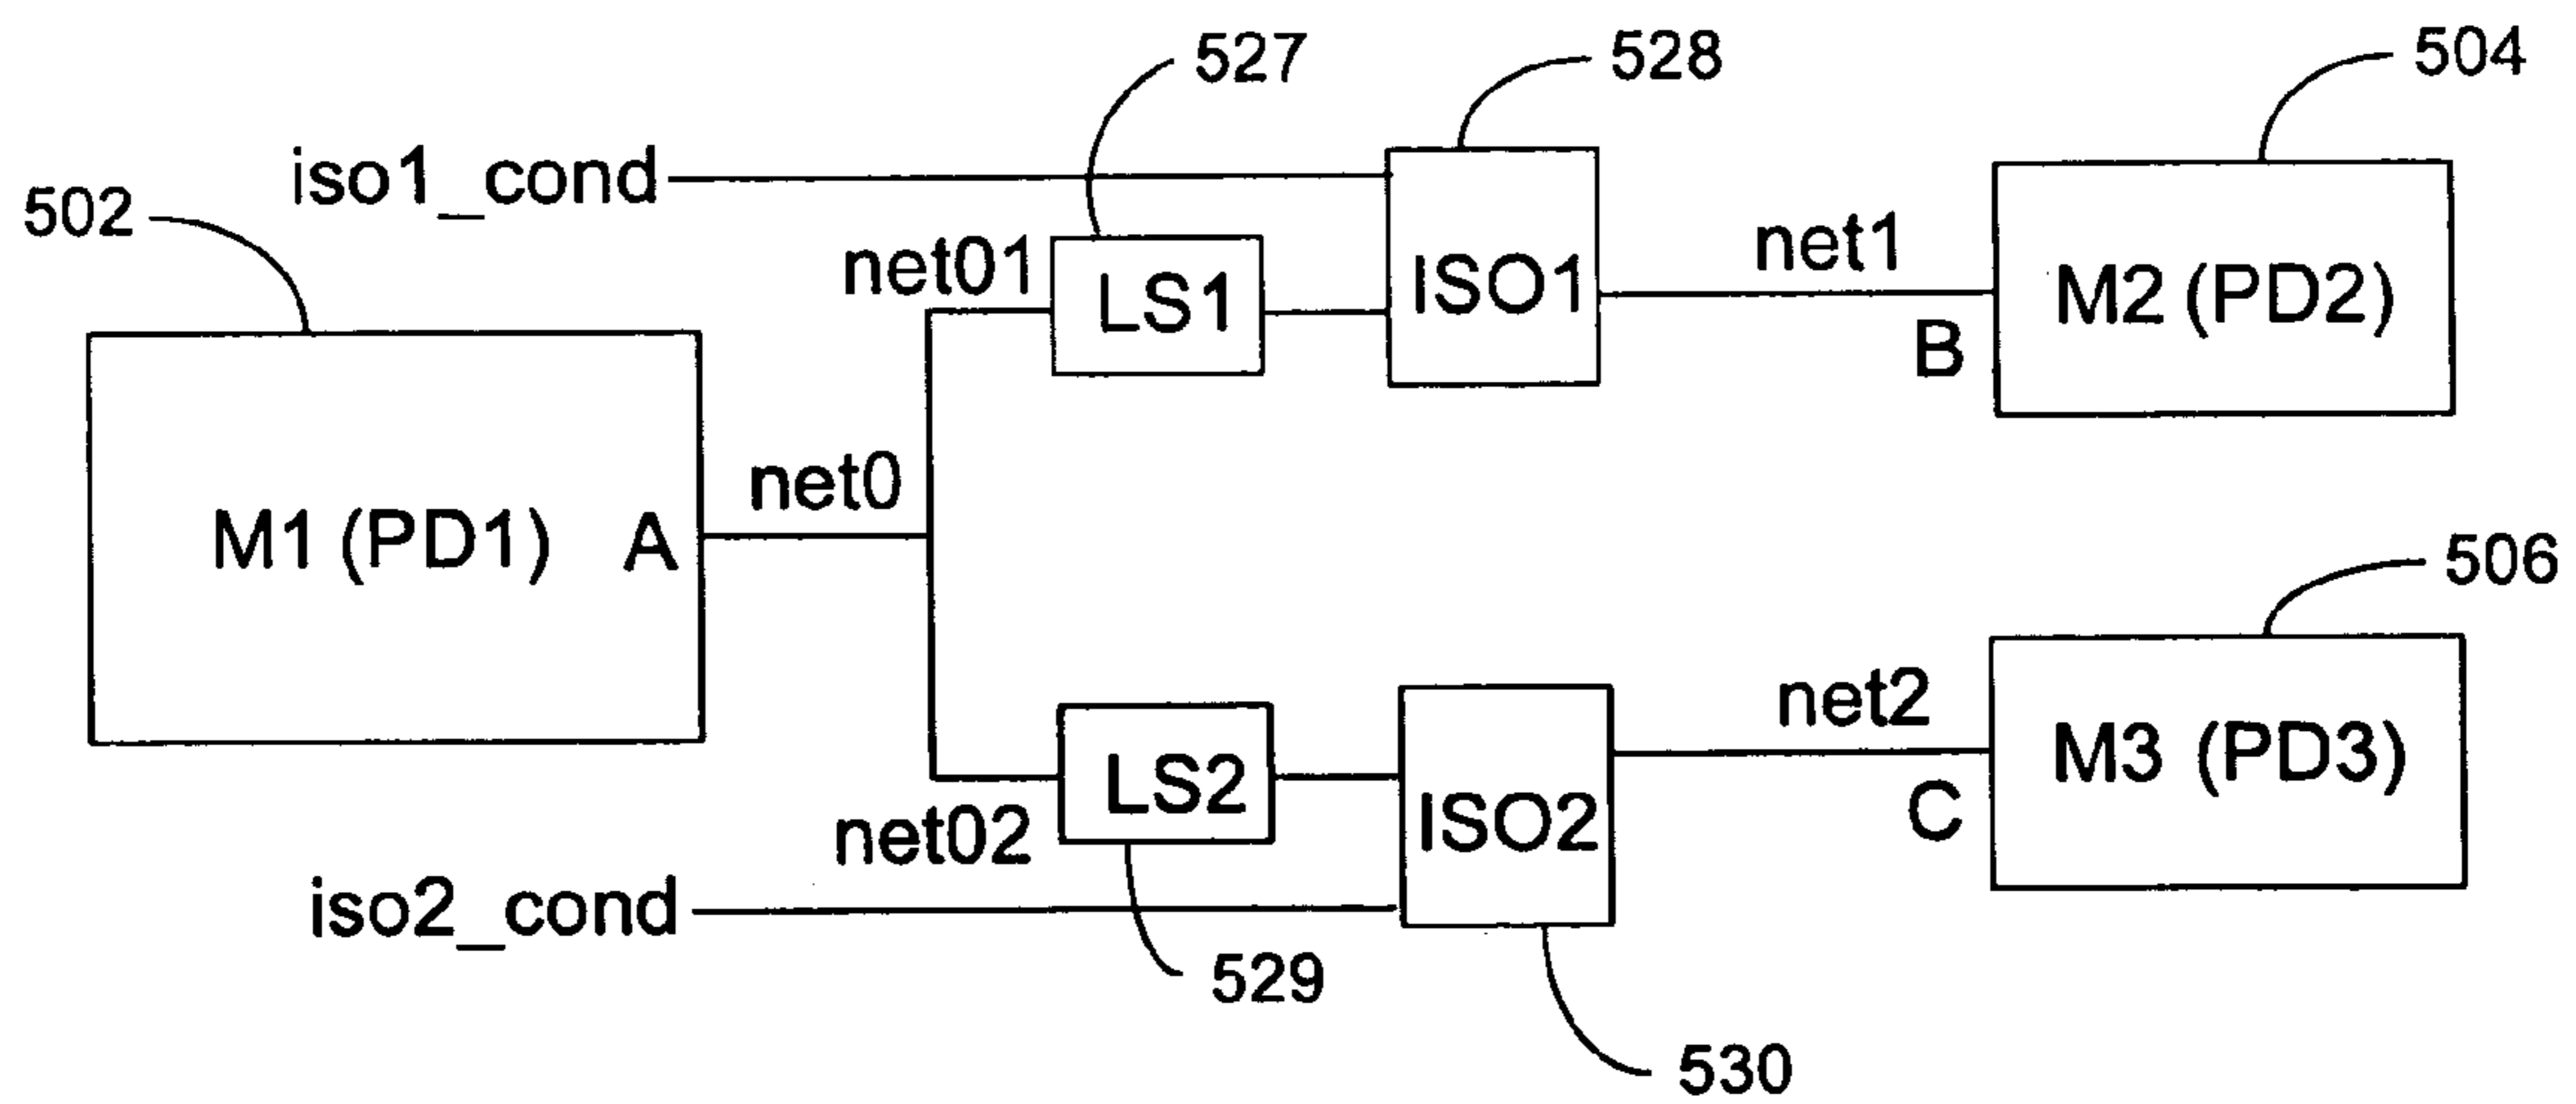 527
528
504
iso1_cond
502
net01
LS1
ISO1
net1
M2 (PD2)
B
net0
M1 (PD1)
A
506
net2
M3 (PD3)
LS2
ISO2
C
net02
iso2_cond
529
530